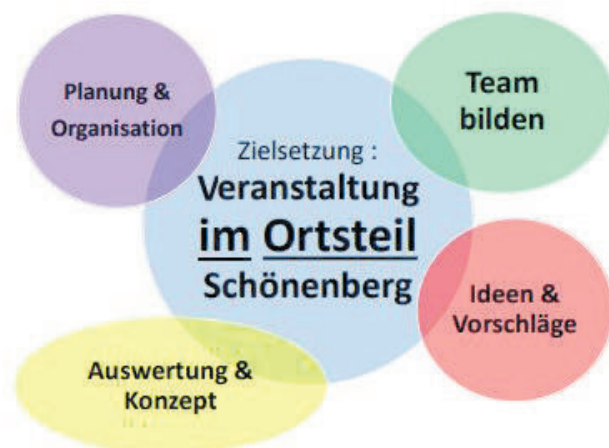 Planung &
Organisation
Team
bilden
Zielsetzung :
Veranstaltung
im Ortsteil
Schönenberg
Ideen &
Vorschläge
Auswertung &
Konzept